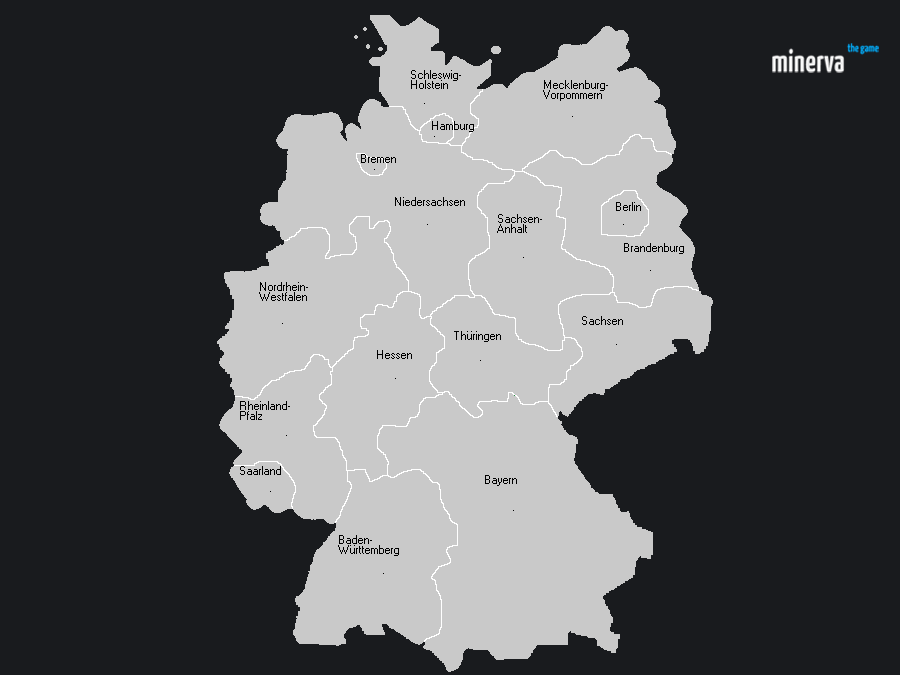 the game
minerva
Schleswig-
Holstein
Mecklenburg-
Vorpommern
Hamburg
Bremen
Niedersachsen
Berlin
Sachsen-
Anhalt
Brandenburg
Nordrhein-
Westfalen
Sachsen
Thüringen
Hessen
Rheinland-
Pfalz
Saarland
Bayern
Baden-
Württemberg